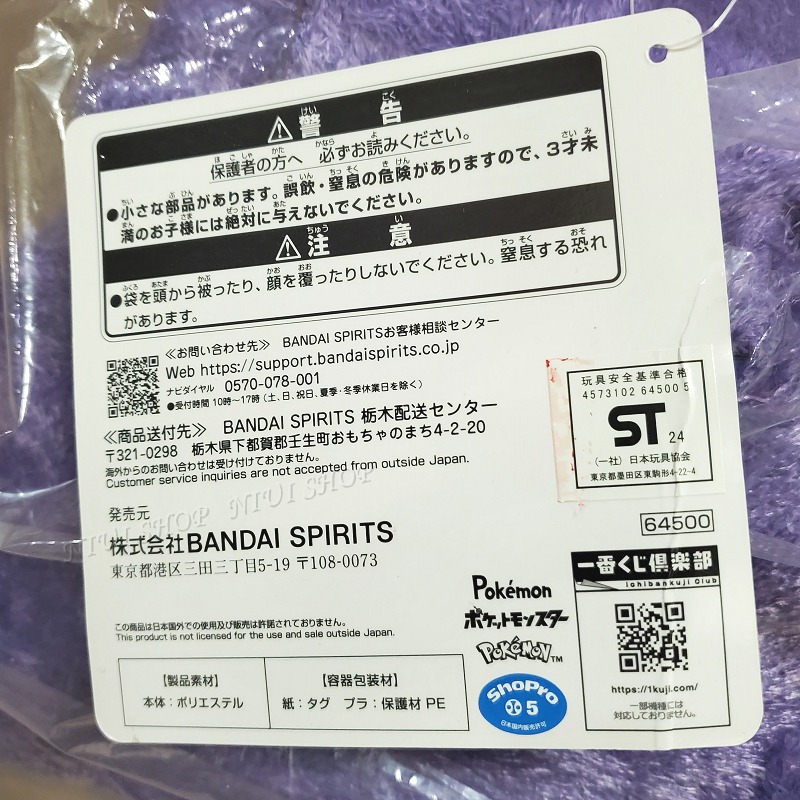 ⚠警告
保護者の方へ 必ずお読みください。
●小さな部品があります。誤飲・窒息の危険がありますので、3才未
満のお子様には絶対に与えないでください。
⚠注意
●袋を頭から被ったり、顔を覆ったりしないでください。窒息する恐れ
があります。
≪お問い合わせ先≫ BANDAI SPIRITSお客様相談センター
Web https://support.bandaispirits.co.jp
ナビダイヤル 0570-078-001
●受付時間 10時〜17時(土、日、祝日、夏季・冬季休業日を除く)
≪商品送付先≫ BANDAI SPIRITS 栃木配送センター
〒321-0298 栃木県下都賀郡壬生町おもちゃのまち4-2-20
海外からのお問い合わせは受け付けておりません。
Customer service inquiries are not accepted from outside Japan.
NIUI SHOP NIUI SHOP
発売元
株式会社BANDAI SPIRITS
東京都港区三田三丁目5-19 〒108-0073
この商品は日本国外での使用及び販売は許諾されておりません。
This product is not licensed for the use and sale outside Japan.
【製品素材】
本体:ポリエステル
【容器包装材】
紙:タグ プラ:保護材 PE
玩具安全基準合格
4573102 64500 5
ST 24
(一社)日本玩具協会
東京都墨田区東駒形4-22-4
64500
Pokémon
ポケットモンスター
POKéMON™
ShoPro
5
日本国内販売許可
一番くじ倶楽部
ichibankuji Club
https://1kuji.com/
一部機種には
対応しておりません。